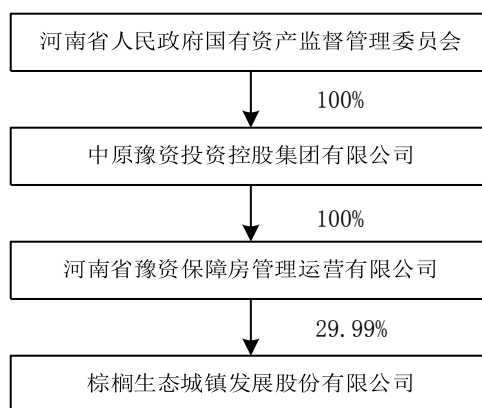 河南省人民政府国有资产监督管理委员会
100%
中原豫资投资控股集团有限公司
100%
河南省豫资保障房管理运营有限公司
29.99%
棕榈生态城镇发展股份有限公司